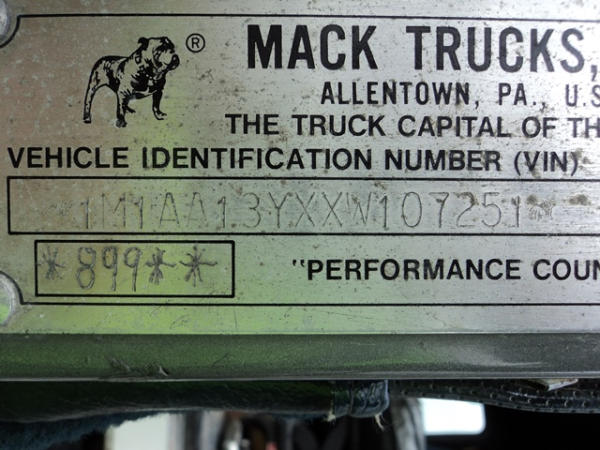 ® MACK TRUCKS,
ALLENTOWN, PA., U.S
THE TRUCK CAPITAL OF TH
VEHICLE IDENTIFICATION NUMBER (VIN)
*1M1AA13YXXW107251*
*899**
"PERFORMANCE COUN